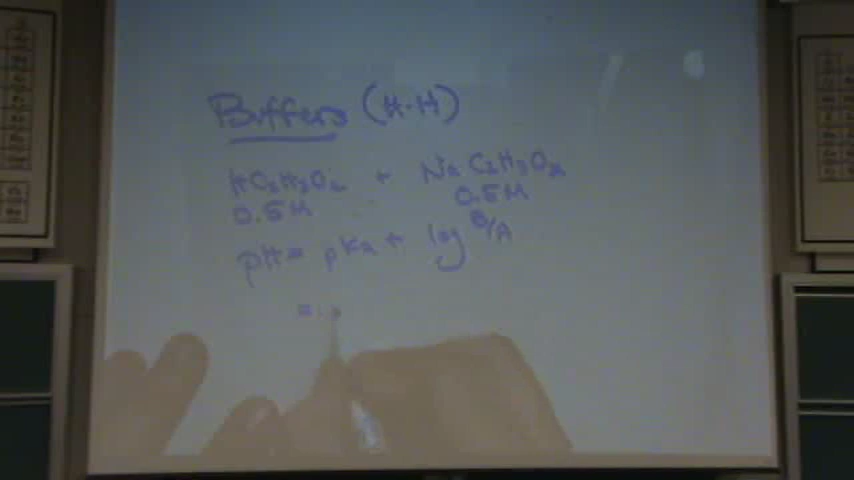 Buffers (H-H)
HC₂H₃O₂ + NaC₂H₃O₂
0.5M 0.5M
pH = pKa + log B/A
=